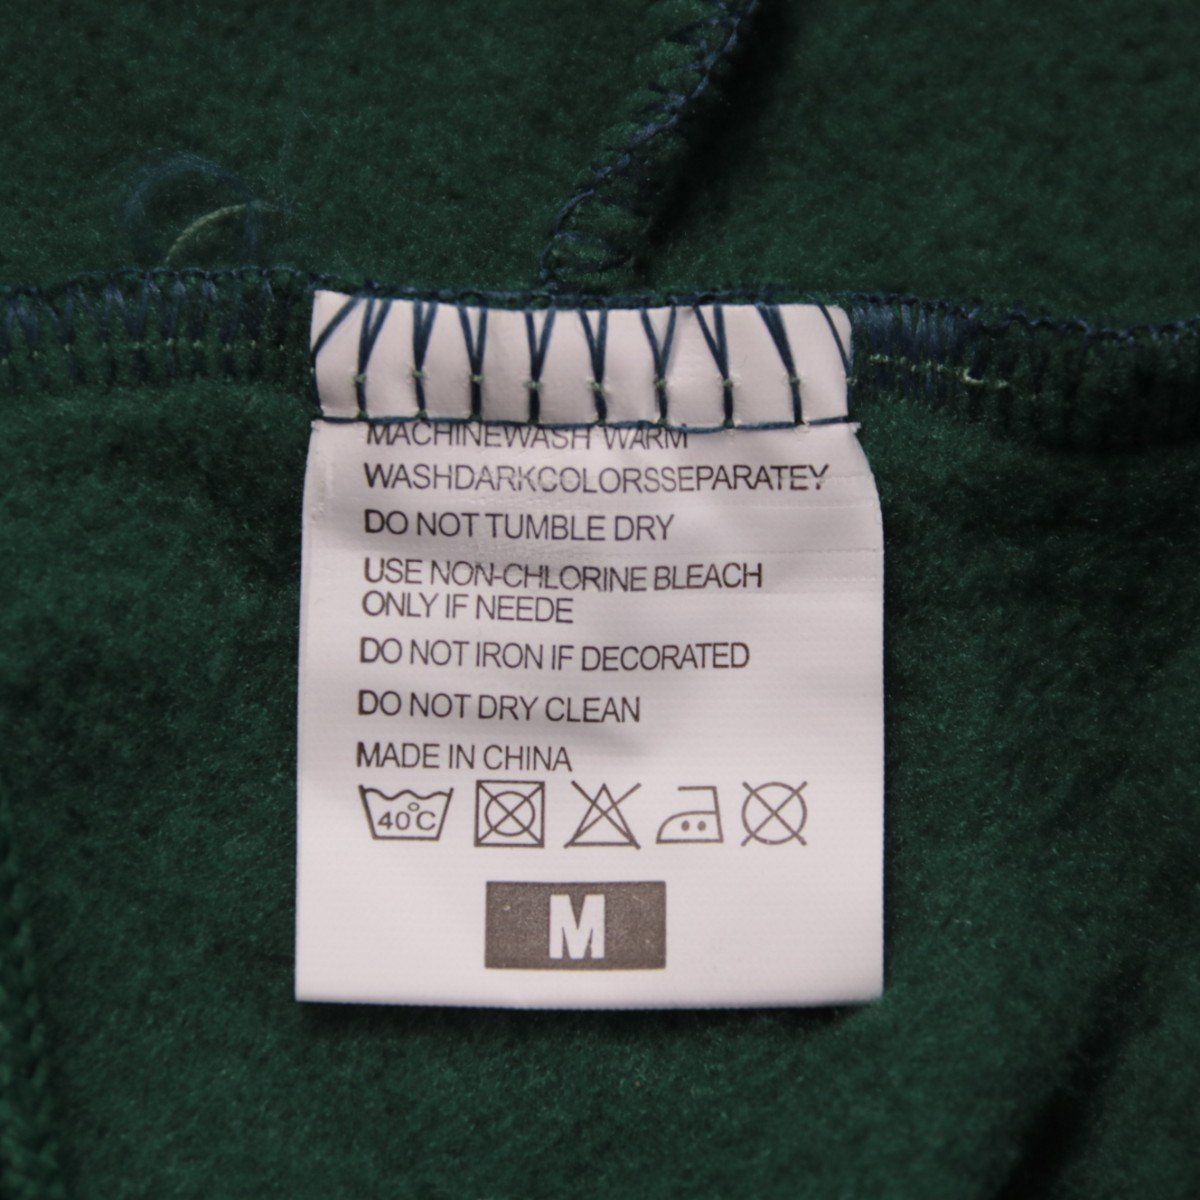 MACHINEWASH WARM
WASHDARKCOLORSSEPARATEY
DO NOT TUMBLE DRY
USE NON-CHLORINE BLEACH
ONLY IF NEEDE
DO NOT IRON IF DECORATED
DO NOT DRY CLEAN
MADE IN CHINA
40°C
M